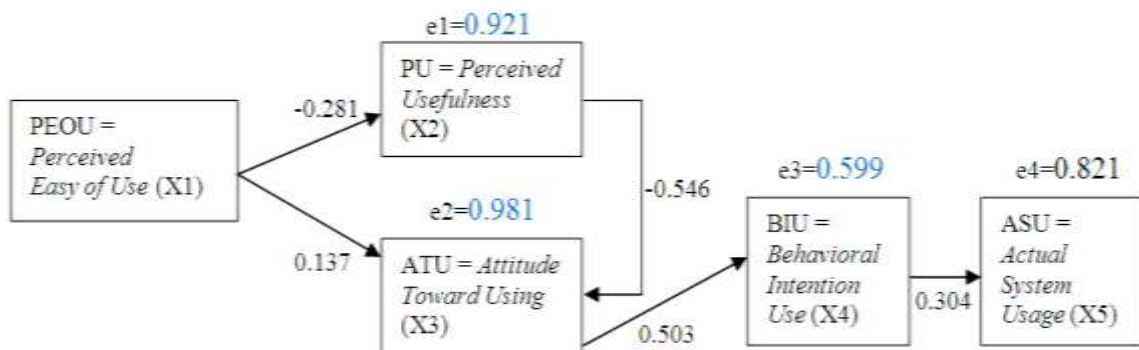 e1=0.921
PU = Perceived
Usefulness
(X2)
-0.281
PEOU =
Perceived
Easy of Use (X1)
e3=0.599
e4=0.821
-0.546
e2=0.981
BIU =
Behavioral
Intention
Use (X4)
ASU =
Actual
System
Usage (X5)
0.137
ATU = Attitude
Toward Using
(X3)
0.304
0.503